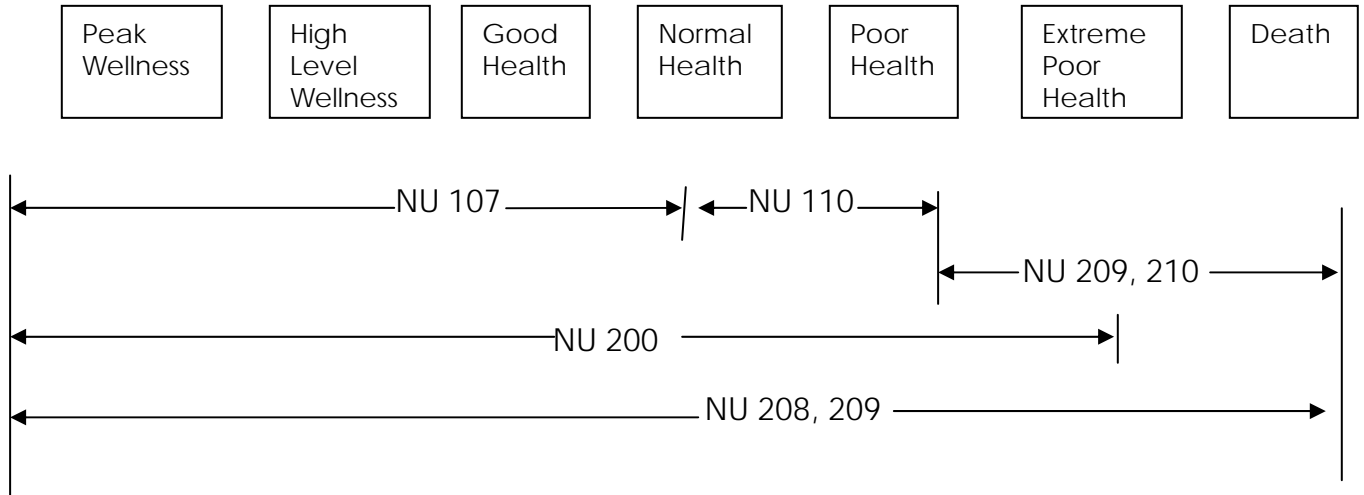 Peak
Wellness
High
Level
Wellness
Good
Health
Normal
Health
Poor
Health
Extreme
Poor
Health
Death
NU 107
NU 110
NU 209, 210
NU 200
NU 208, 209